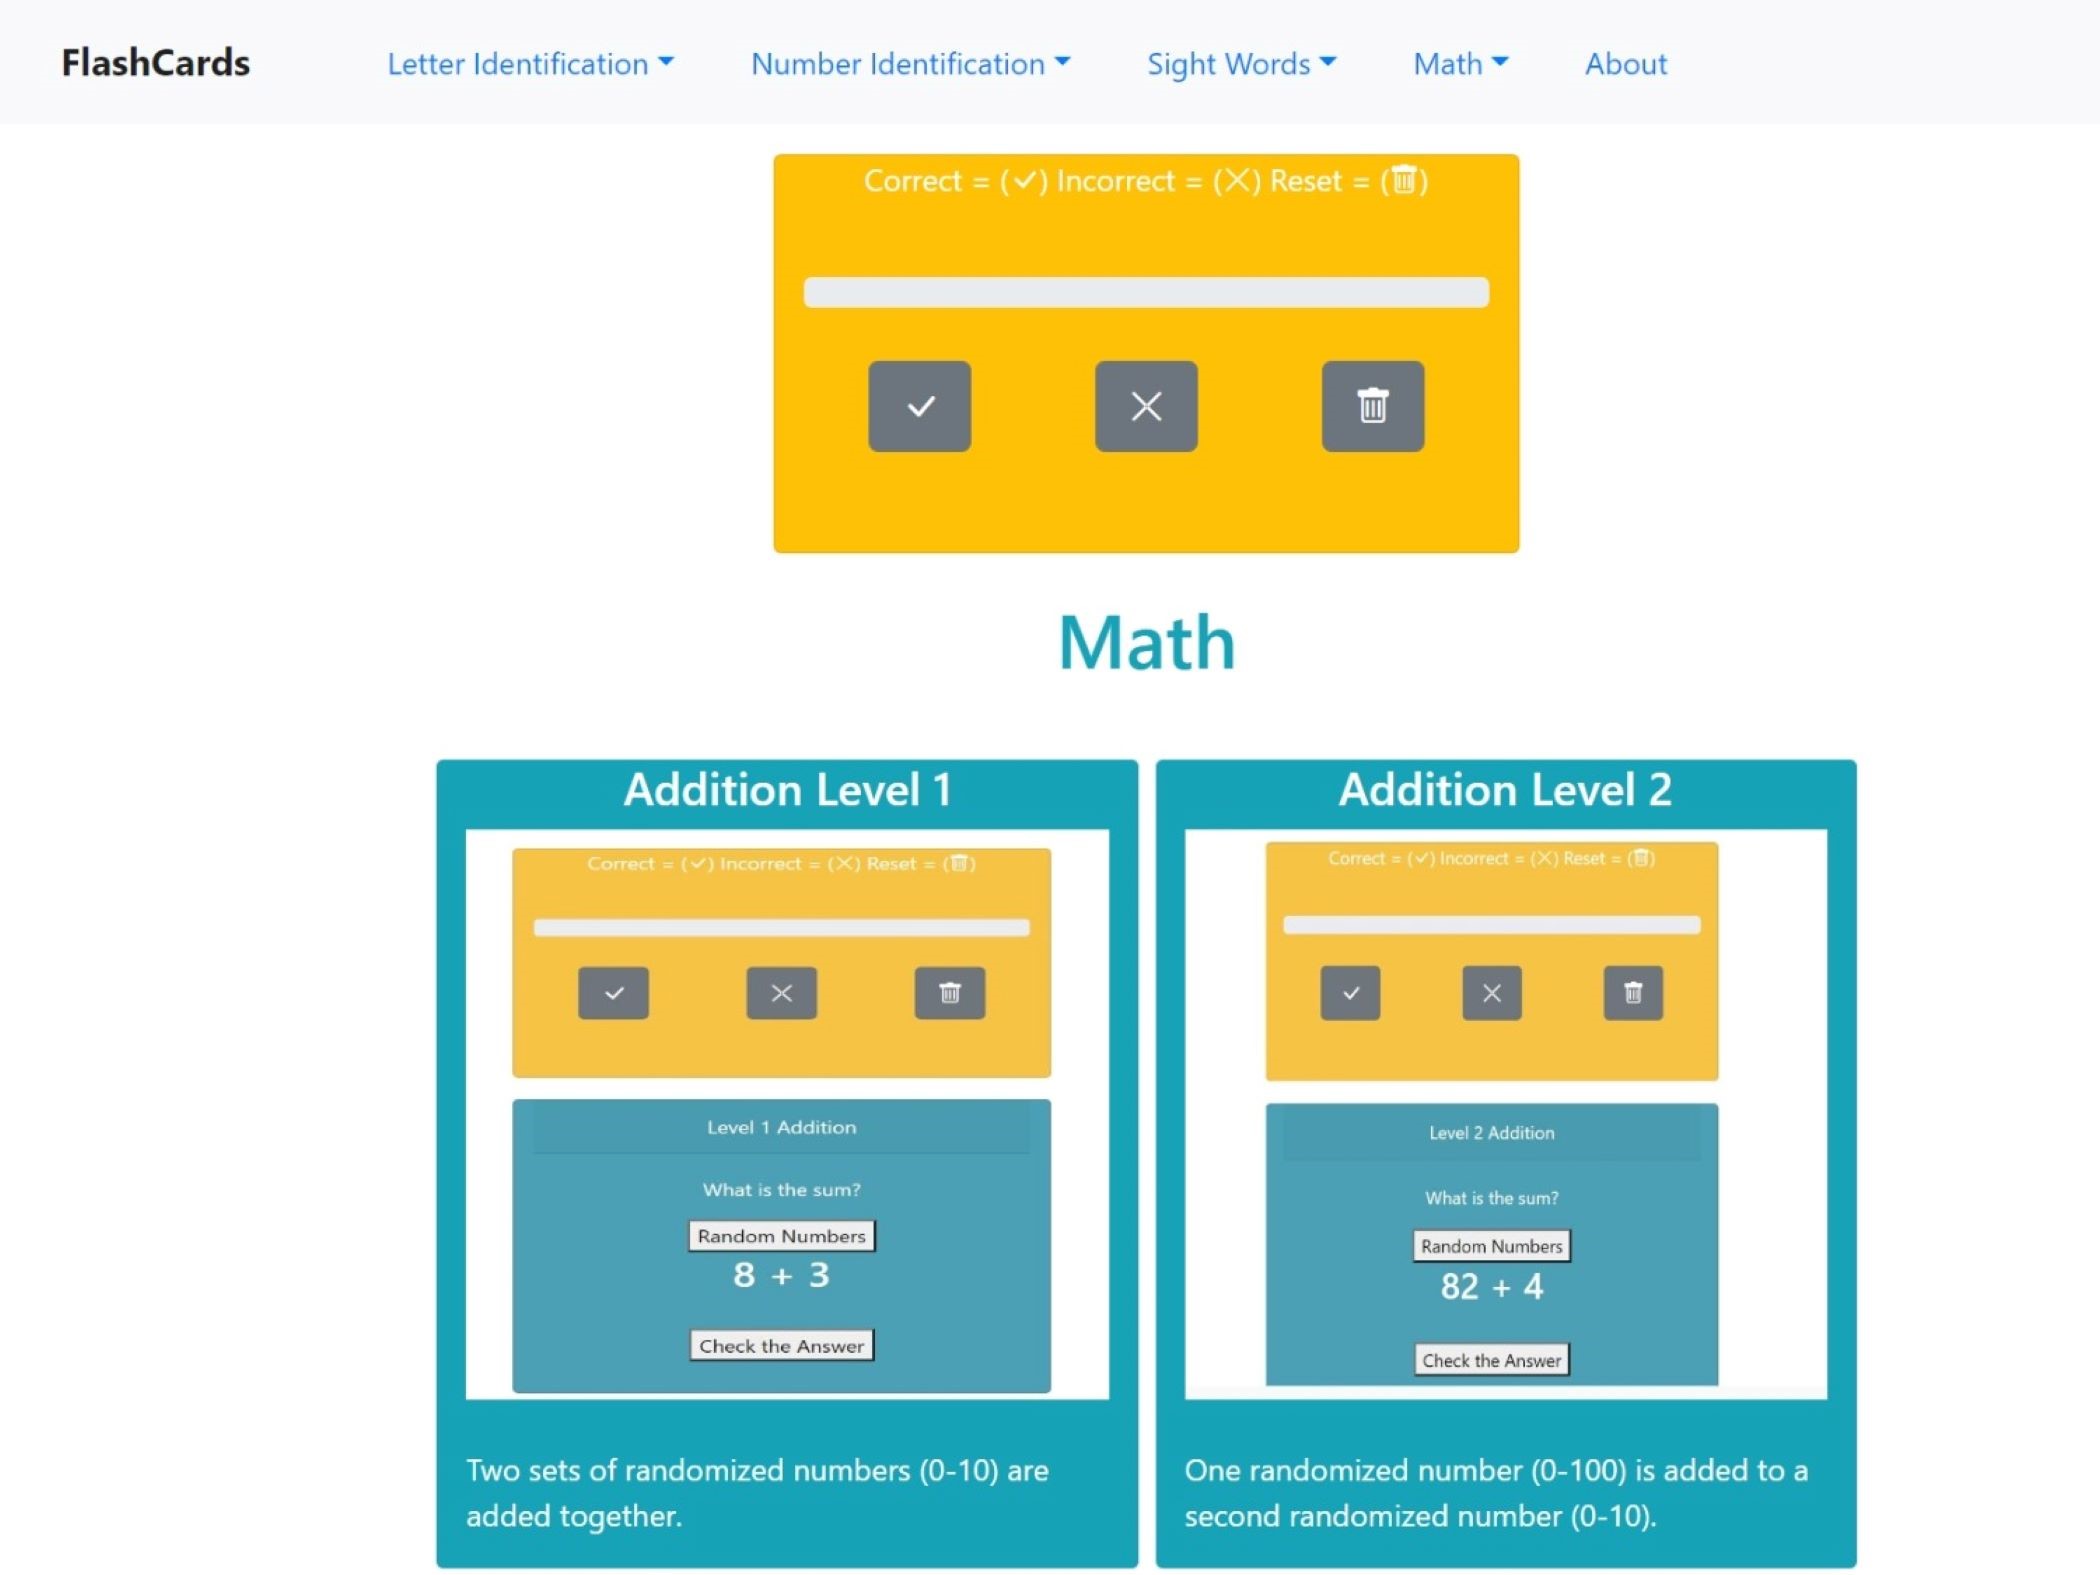 FlashCards Letter Identification Number Identification Sight Words Math About
Correct = (✓) Incorrect = (✕) Reset = (🗑)
Math
Addition Level 1
Correct = (✓) Incorrect = (✕) Reset = (🗑)
Level 1 Addition
What is the sum?
Random Numbers
8 + 3
Check the Answer
Two sets of randomized numbers (0-10) are
added together.
Addition Level 2
Correct = (✓) Incorrect = (✕) Reset = (🗑)
Level 2 Addition
What is the sum?
Random Numbers
82 + 4
Check the Answer
One randomized number (0-100) is added to a
second randomized number (0-10).